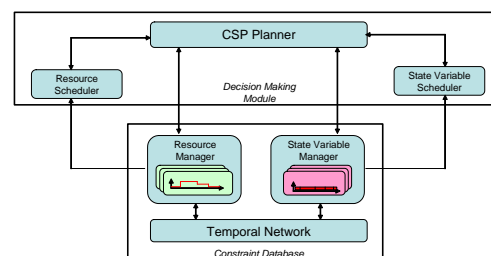 CSP Planner
Resource
Scheduler
State Variable
Scheduler
Decision Making
Module
Resource
Manager
State Variable
Manager
Temporal Network
Constraint Database